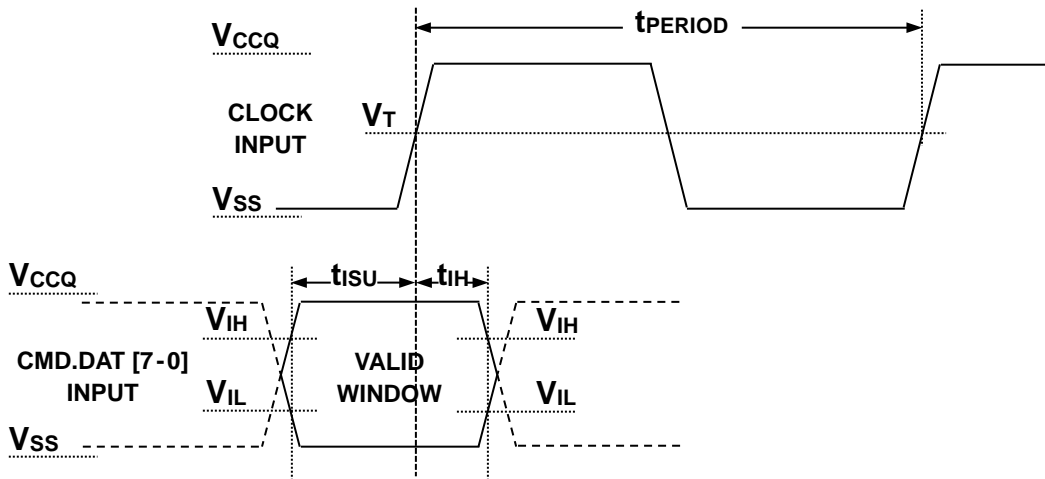 tPERIOD
VCCQ
CLOCK
INPUT
VT
VSS
VCCQ
tISU
tIH
VIH
VIH
CMD.DAT [7-0]
INPUT
VALID
WINDOW
VIL
VIL
VSS